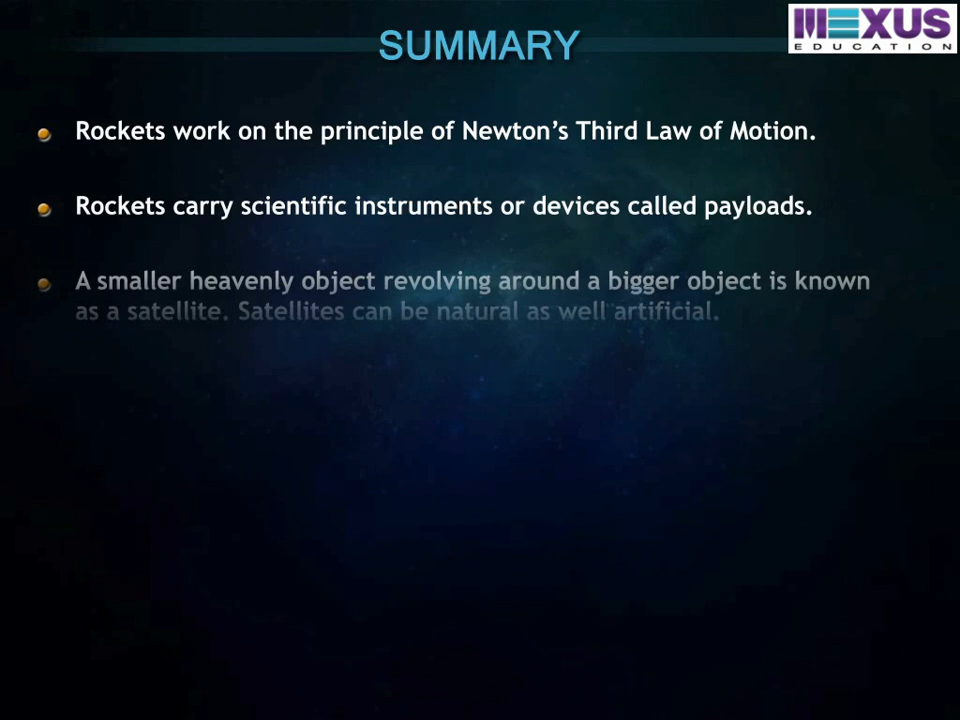 SUMMARY
MEXUS
EDUCATION
Rockets work on the principle of Newton’s Third Law of Motion.
Rockets carry scientific instruments or devices called payloads.
A smaller heavenly object revolving around a bigger object is known
as a satellite. Satellites can be natural as well artificial.